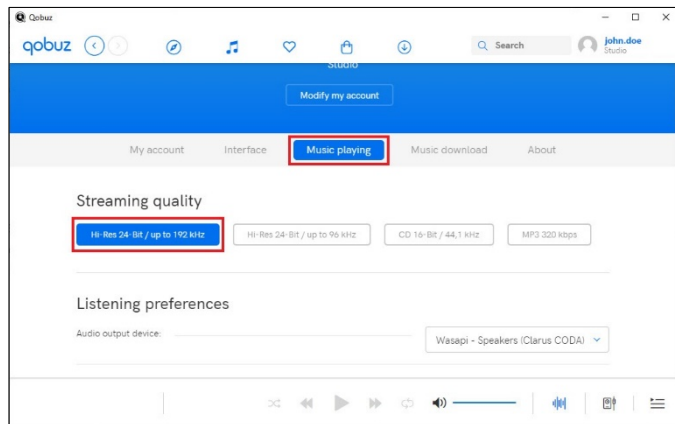 Qobuz
qobuz
Search
john.doe
Studio
Studio
Modify my account
My account Interface Music playing Music download About
Streaming quality
Hi-Res 24-Bit / up to 192 kHz Hi-Res 24-Bit / up to 96 kHz CD 16-Bit / 44,1 kHz MP3 320 kbps
Listening preferences
Audio output device: Wasapi - Speakers (Clarus CODA)